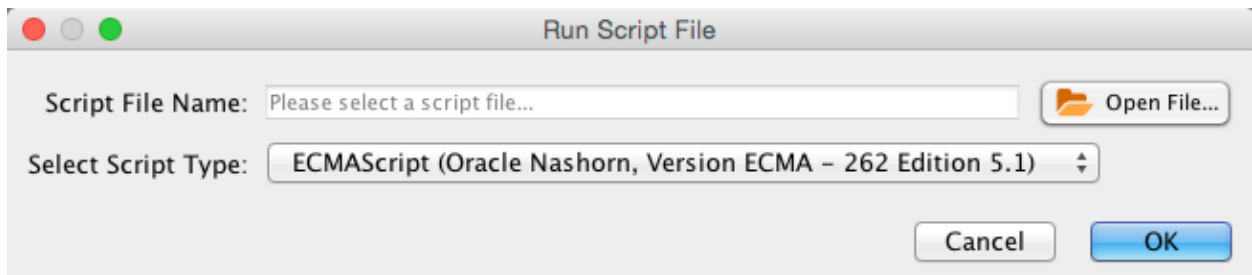 Run Script File
Script File Name: Please select a script file... Open File...
Select Script Type: ECMAScript (Oracle Nashorn, Version ECMA - 262 Edition 5.1)
Cancel OK